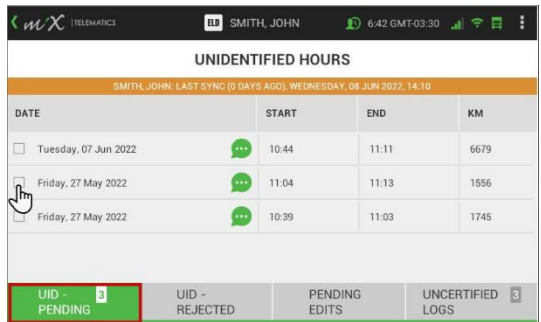 miX TELEMATICS ELD SMITH, JOHN 6:42 GMT-03:30
UNIDENTIFIED HOURS
SMITH, JOHN: LAST SYNC (0 DAYS AGO). WEDNESDAY, 08 JUN 2022, 14:10
DATE START END KM
Tuesday, 07 Jun 2022 10:44 11:11 6679
Friday, 27 May 2022 11:04 11:13 1556
Friday, 27 May 2022 10:39 11:03 1745
UID - 3 UID - PENDING UNCERTIFIED 3
PENDING REJECTED EDITS LOGS